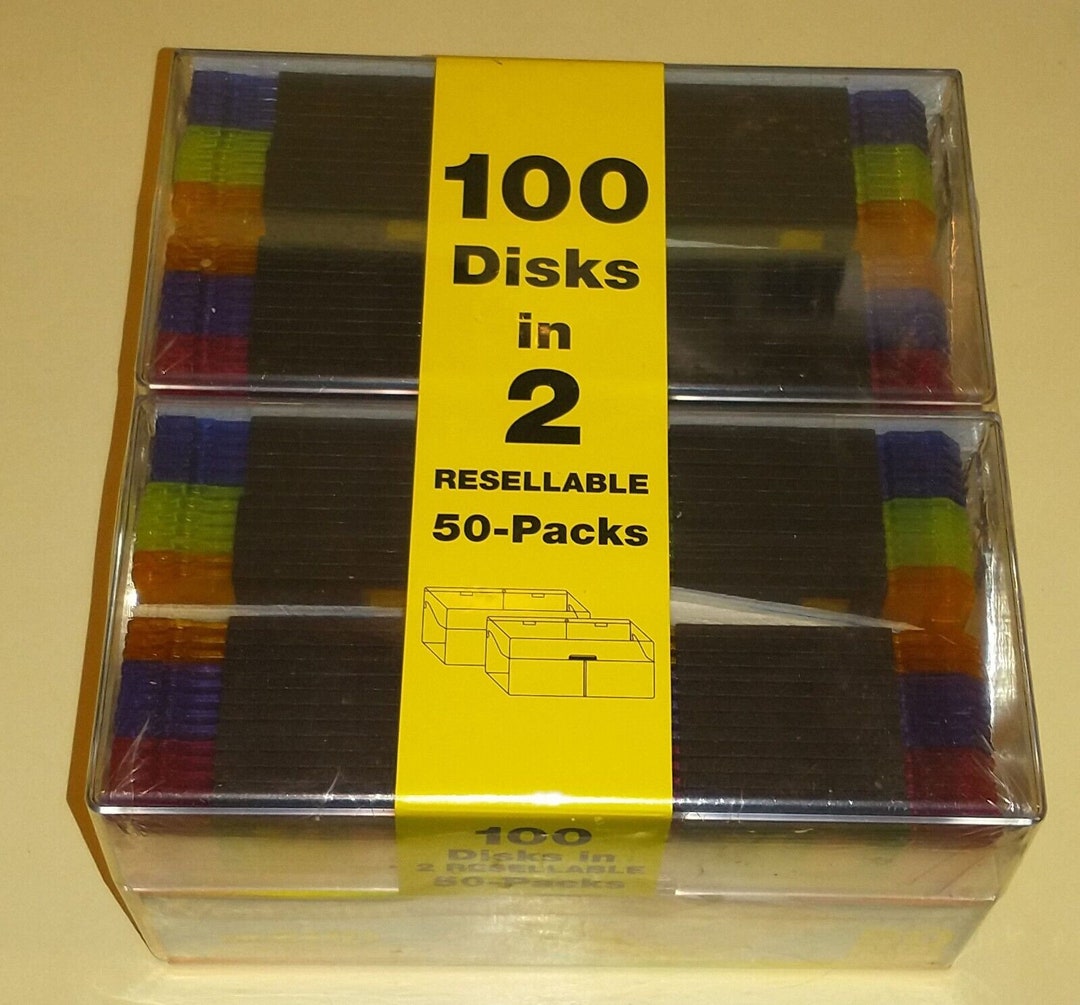 100
Disks
in
2
RESELLABLE
50-Packs
100
Disks in
2 RESELLABLE
50-Packs